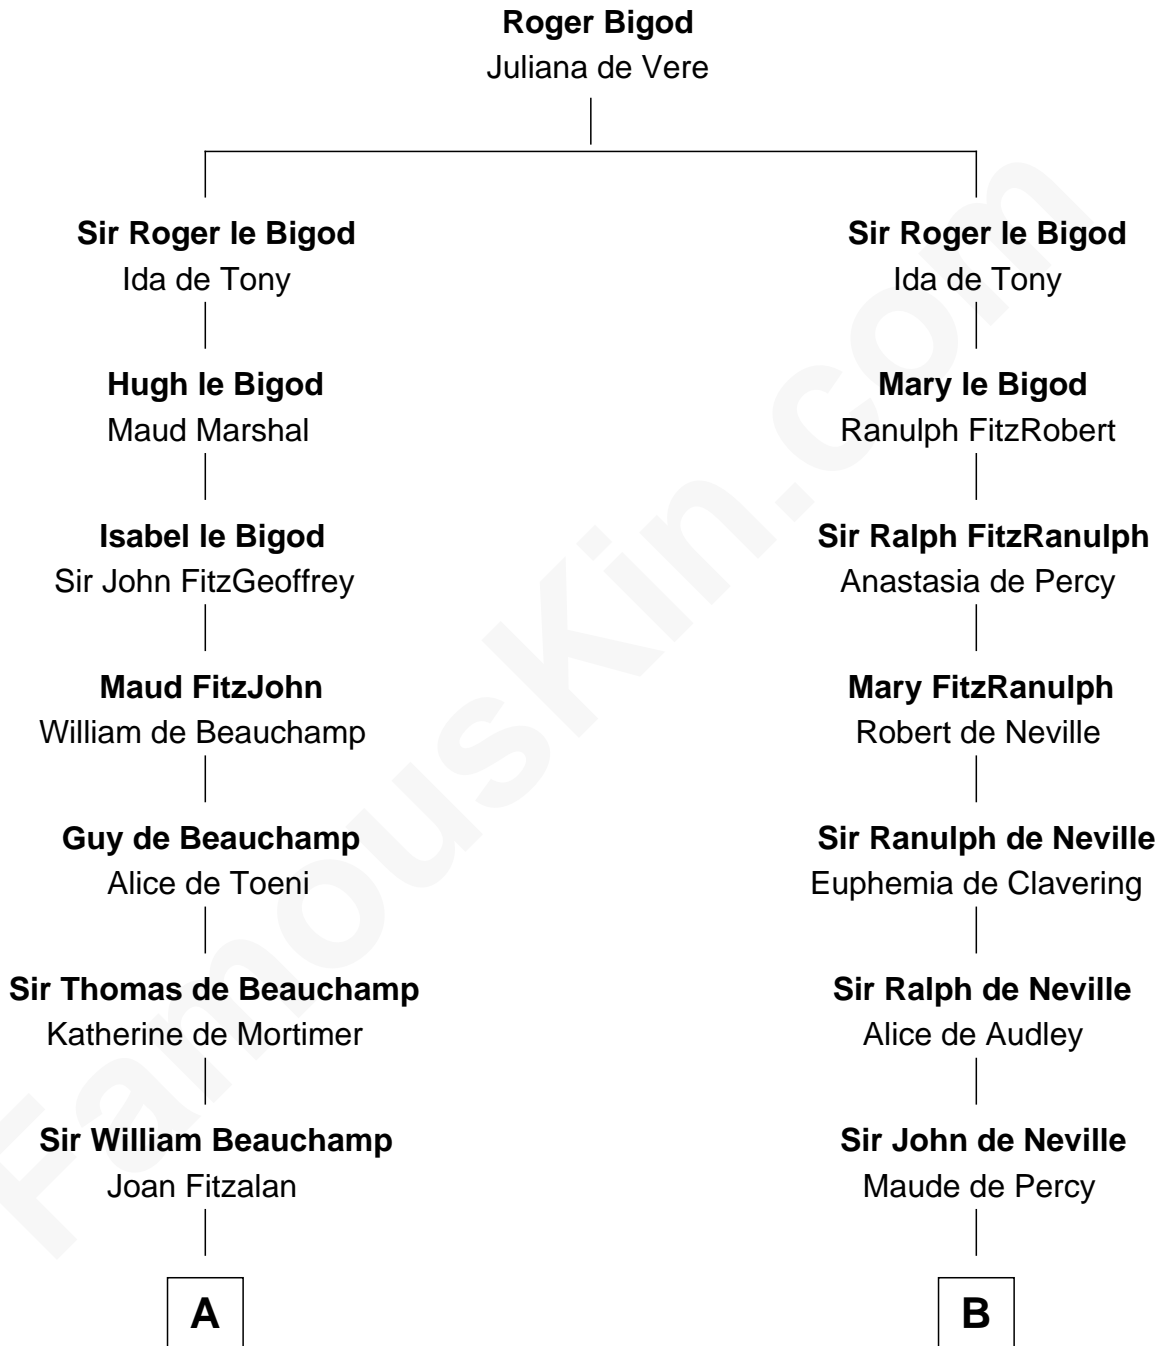 Roger Bigod
Juliana de Vere
Sir Roger le Bigod
Ida de Tony
Hugh le Bigod
Maud Marshal
Isabel le Bigod
Sir John FitzGeoffrey
Maud FitzJohn
William de Beauchamp
Guy de Beauchamp
Alice de Toeni
Sir Thomas de Beauchamp
Katherine de Mortimer
Sir William Beauchamp
Joan Fitzalan
A
Sir Roger le Bigod
Ida de Tony
Mary le Bigod
Ranulph FitzRobert
Sir Ralph FitzRanulph
Anastasia de Percy
Mary FitzRanulph
Robert de Neville
Sir Ranulph de Neville
Euphemia de Clavering
Sir Ralph de Neville
Alice de Audley
Sir John de Neville
Maude de Percy
B
FamousKin.com